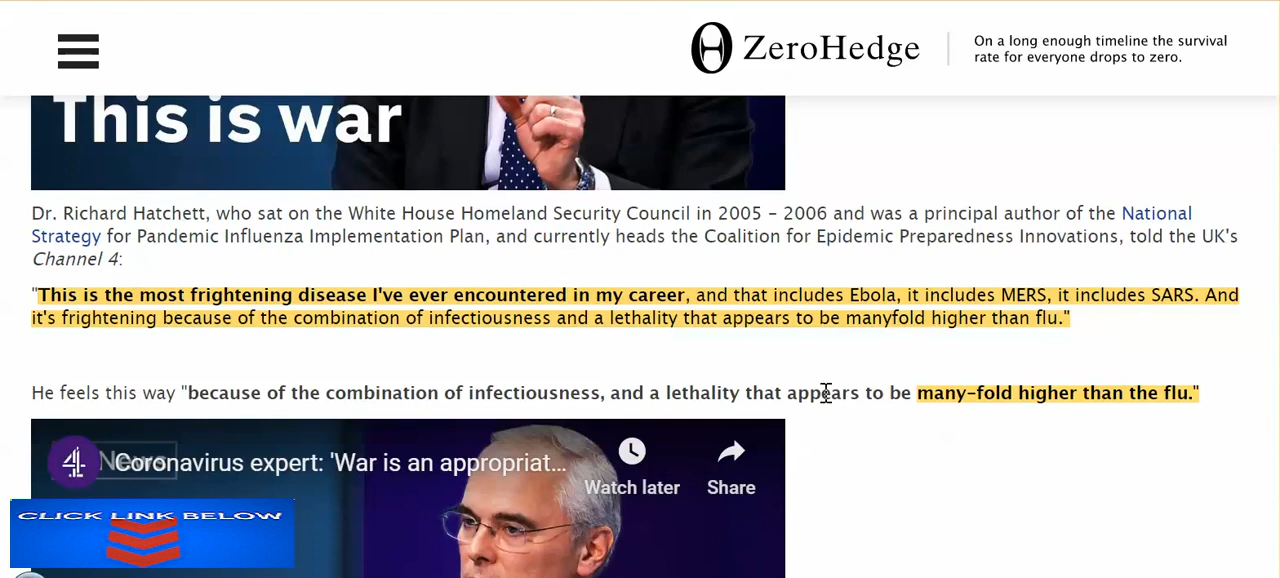 ZeroHedge
On a long enough timeline the survival
rate for everyone drops to zero.
This is war
Dr. Richard Hatchett, who sat on the White House Homeland Security Council in 2005 – 2006 and was a principal author of the National
Strategy for Pandemic Influenza Implementation Plan, and currently heads the Coalition for Epidemic Preparedness Innovations, told the UK's
Channel 4:
"This is the most frightening disease I've ever encountered in my career, and that includes Ebola, it includes MERS, it includes SARS. And
it's frightening because of the combination of infectiousness and a lethality that appears to be manyfold higher than flu."
He feels this way "because of the combination of infectiousness, and a lethality that appears to be many-fold higher than the flu."
4 News
Coronavirus expert: 'War is an appropriat...
Watch later
Share
CLICK LINK BELOW